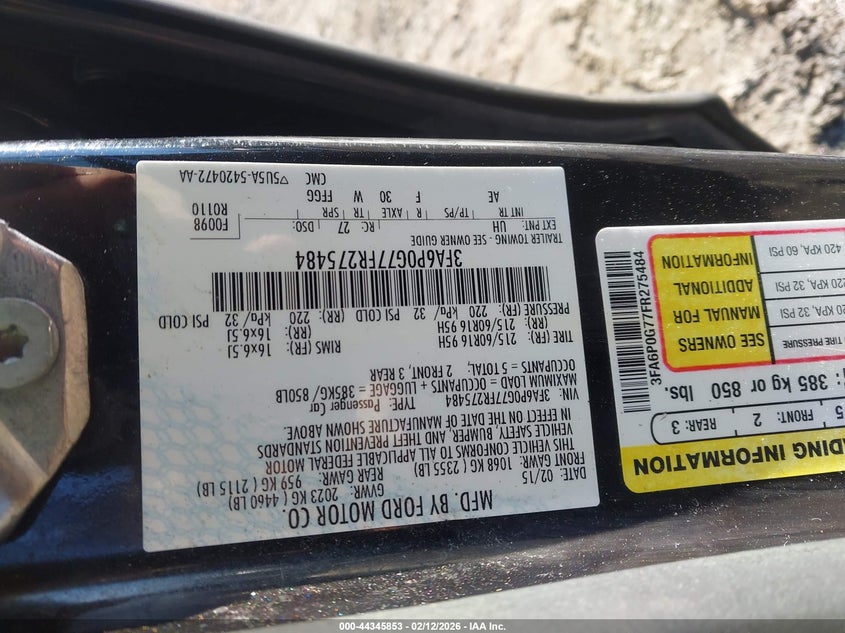 MFD. BY FORD MOTOR CO.
DATE: 02/15 GVWR: 2023 KG ( 4460 LB)
FRONT GAWR: 1068 KG ( 2355 LB) REAR GAWR: 959 KG ( 2115 LB)
THIS VEHICLE CONFORMS TO ALL APPLICABLE FEDERAL MOTOR
VEHICLE SAFETY, BUMPER, AND THEFT PREVENTION STANDARDS
IN EFFECT ON THE DATE OF MANUFACTURE SHOWN ABOVE.
VIN: 3FA6P0G77FR275484 TYPE: Passenger Car
MAXIMUM LOAD = OCCUPANTS + LUGGAGE = 385KG/850LB
OCCUPANTS = 5 TOTAL, 2 FRONT, 3 REAR
TIRE (FR): 215/60R16 95H RIMS (FR): 16x6.5J
(RR): 215/60R16 95H (RR): 16x6.5J
PRESSURE (FR): 220 kPa/ 32 PSI COLD (RR): 220 kPa/ 32 PSI COLD
3FA6P0G77FR275484
TRAILER TOWING - SEE OWNER GUIDE
EXT PNT: UH RC: 27 DSO: F0098 R0110
INT TR TP/PS R AXLE TR SPR
AE F 30 W FFGG
CMC ▽5U5A-5420472-AA
ADING INFORMATION
5 FRONT: 2 REAR: 3
: 385 kg or 850 lbs.
TIRE PRESSURE
220 KPA, 32 PSI
220 KPA, 32 PSI
420 KPA, 60 PSI
SEE OWNERS
MANUAL FOR
ADDITIONAL
INFORMATION
3FA6P0G77FR275484
000-44345853 - 02/12/2026 - IAA Inc.